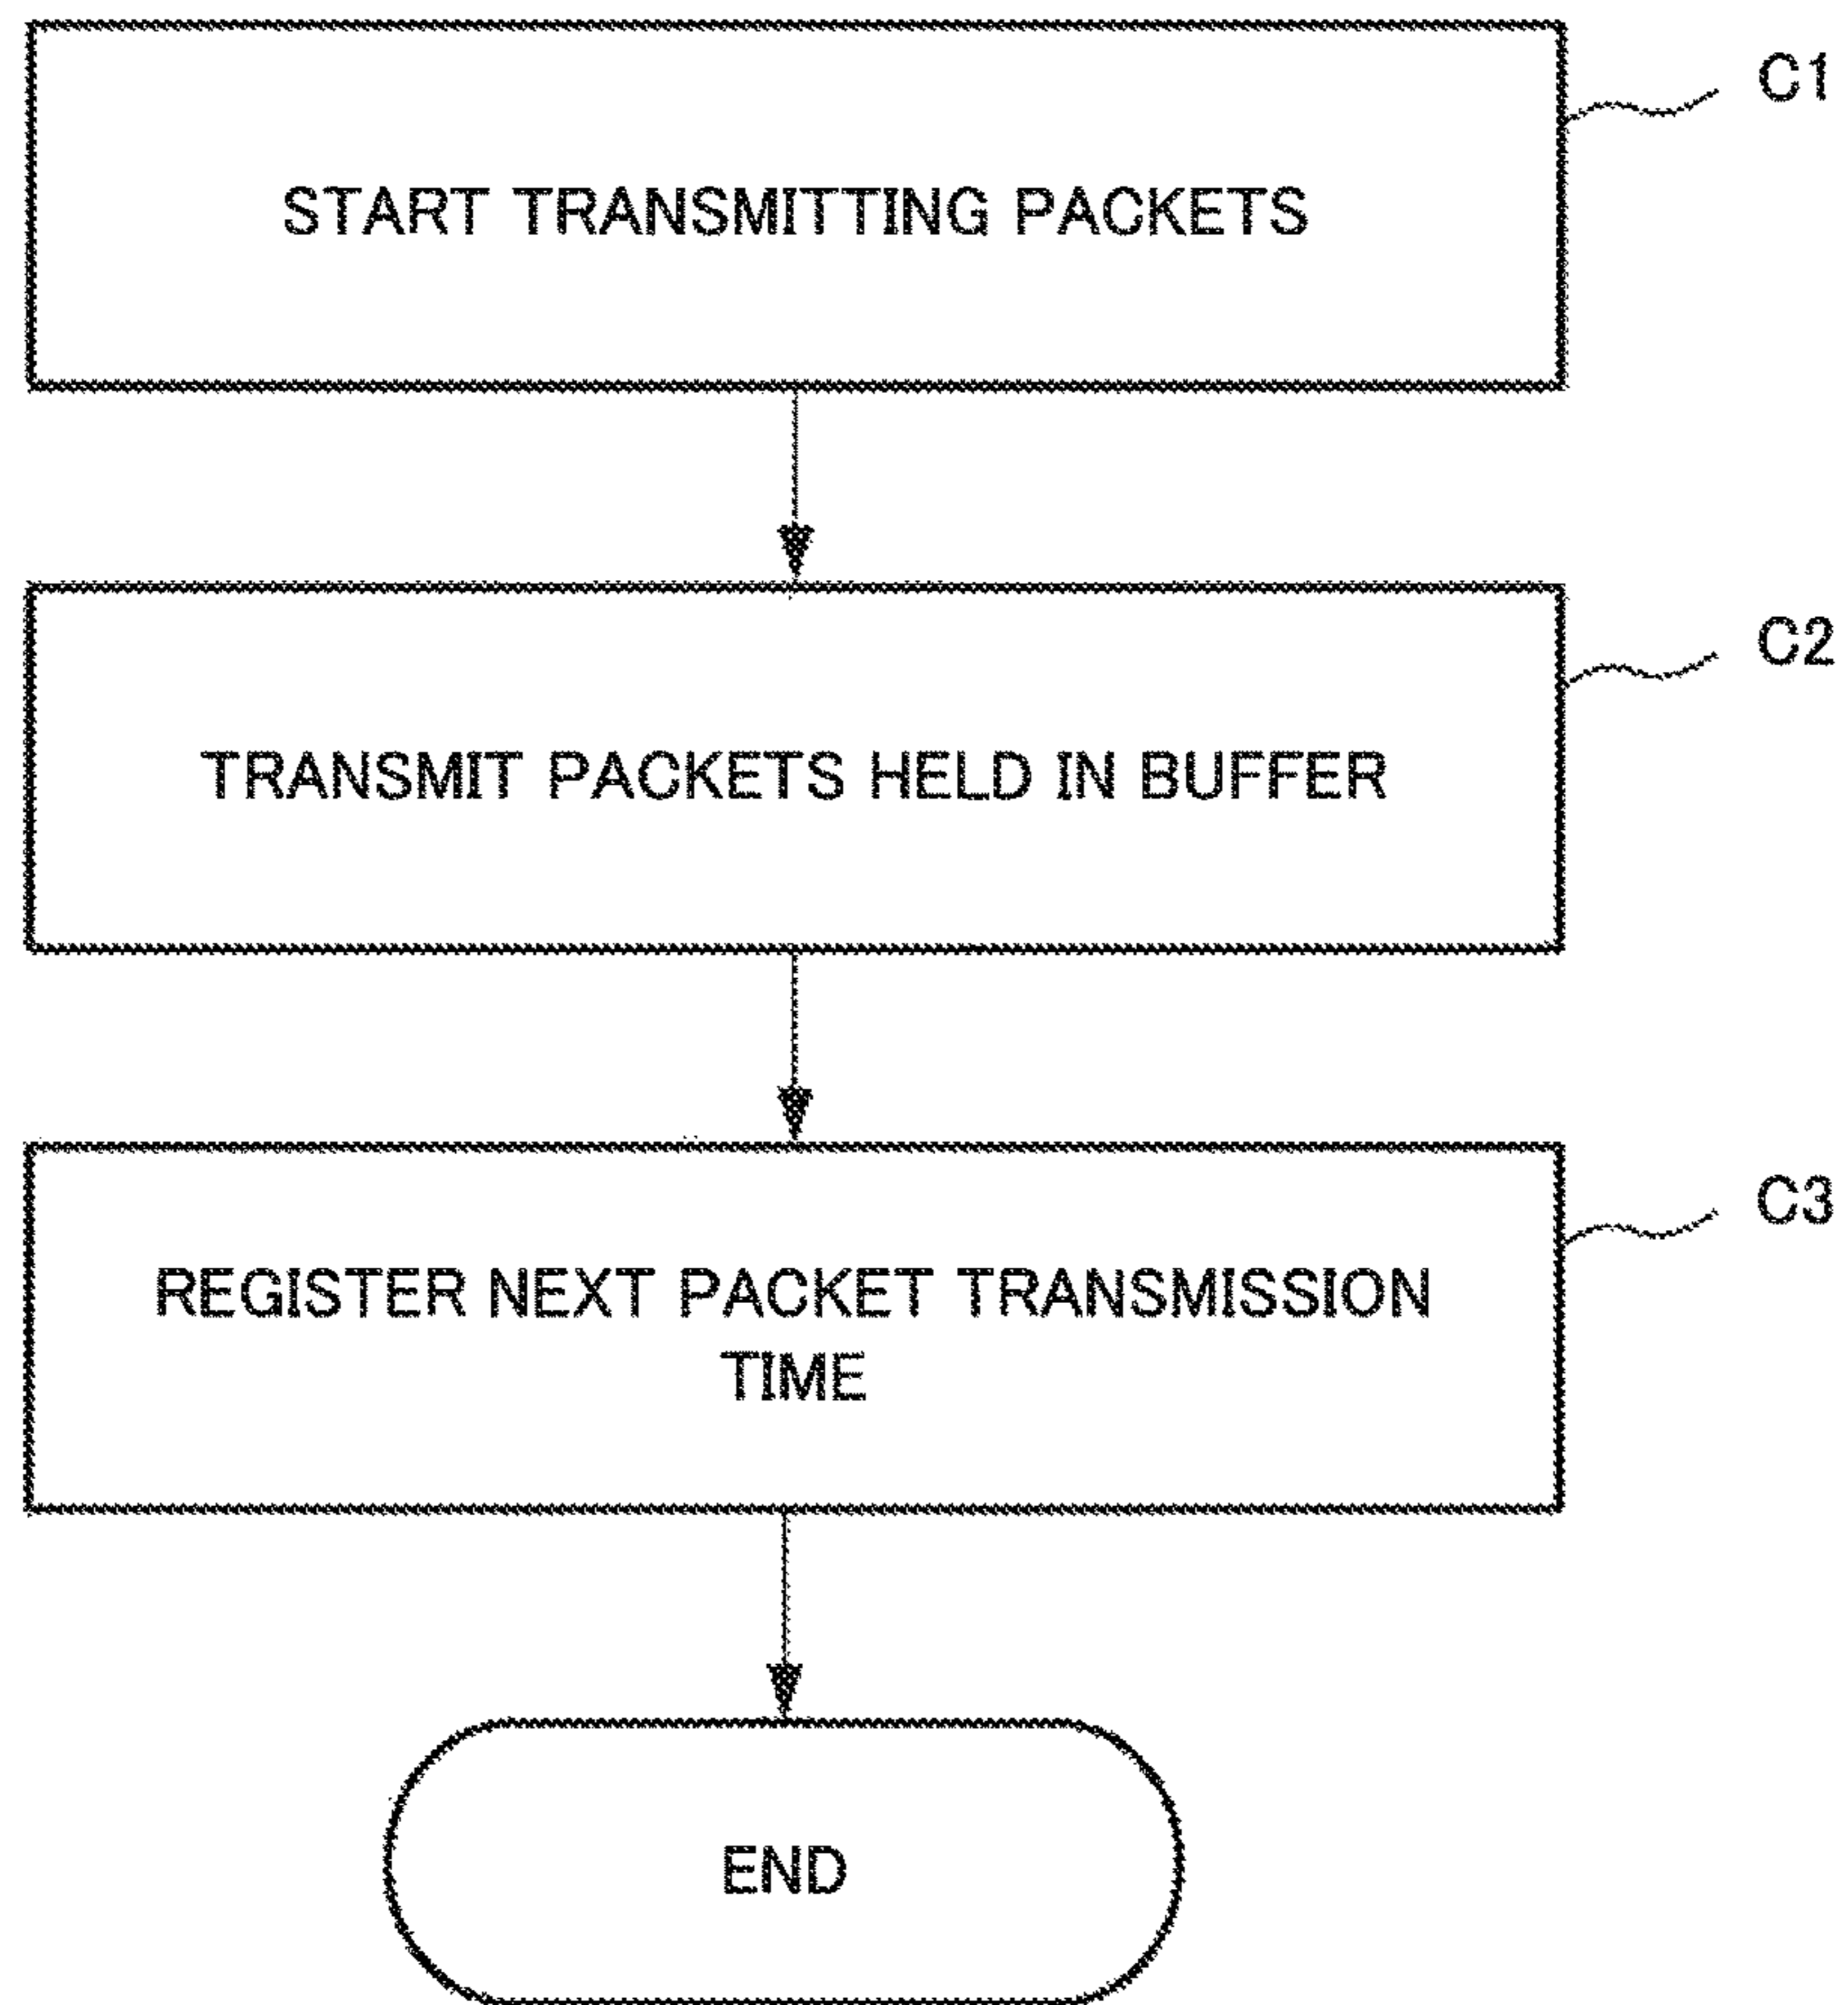 START TRANSMITTING PACKETS
C1
TRANSMIT PACKETS HELD IN BUFFER
C2
REGISTER NEXT PACKET TRANSMISSION
TIME
C3
END